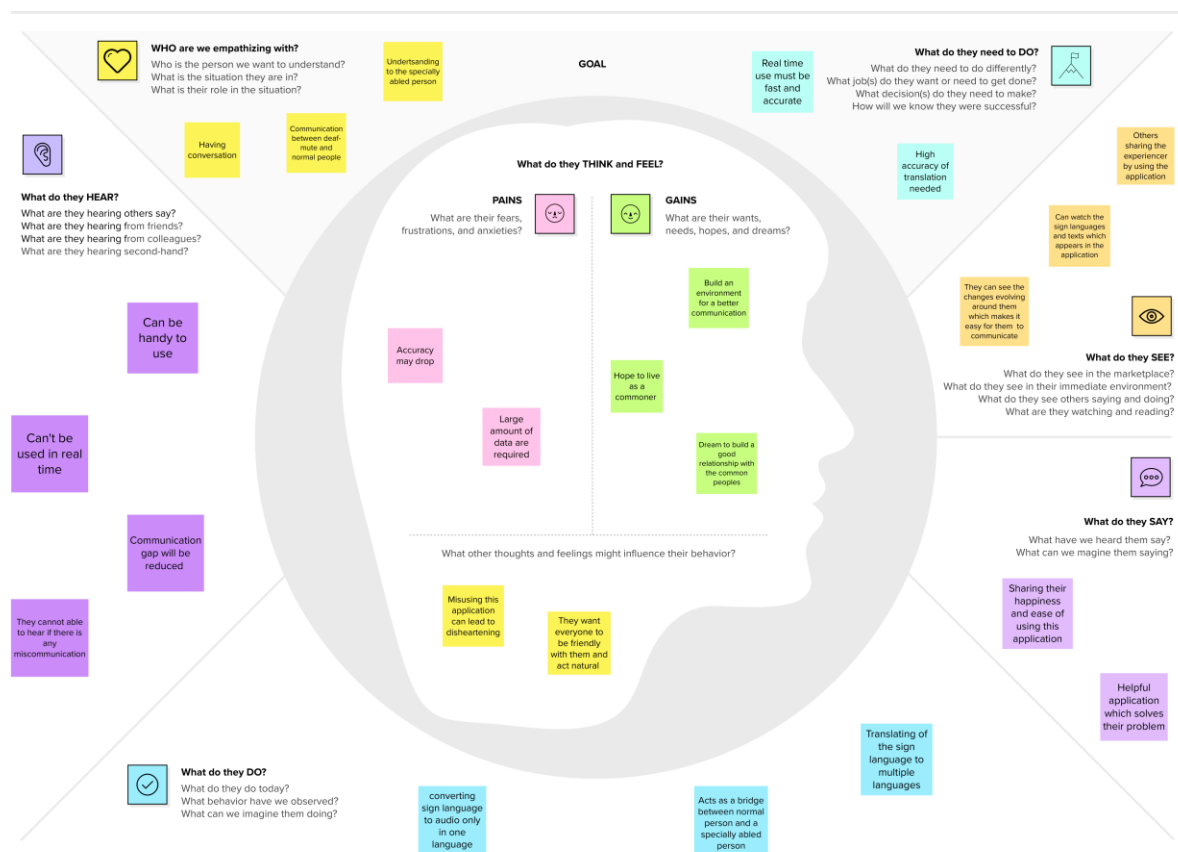 WHO are we empathizing with?
Who is the person we want to understand?
What is the situation they are in?
What is their role in the situation?
Undertsanding
to the specially
abled person
Having
conversation
Communication
between deaf-
mute and
normal people
GOAL
What do they need to DO?
What do they need to do differently?
What job(s) do they want or need to get done?
What decision(s) do they need to make?
How will we know they were successful?
Real time
use must be
fast and
accurate
High
accuracy of
translation
needed
What do they HEAR?
What are they hearing others say?
What are they hearing from friends?
What are they hearing from colleagues?
What are they hearing second-hand?
Can be
handy to
use
Can't be
used in real
time
Communication
gap will be
reduced
They cannot able
to hear if there is
any
miscommunication
What do they THINK and FEEL?
PAINS
What are their fears,
frustrations, and anxieties?
Accuracy
may drop
Large
amount of
data are
required
GAINS
What are their wants,
needs, hopes, and dreams?
Build an
environment
for a better
communication
Hope to live
as a
commoner
Dream to build a
good
relationship with
the common
peoples
What other thoughts and feelings might influence their behavior?
Misusing this
application
can lead to
disheartening
They want
everyone to
be friendly
with them and
act natural
Others
sharing the
experiencer
by using the
application
Can watch the
sign languages
and texts which
appears in the
application
They can see the
changes evolving
around them
which makes it
easy for them to
communicate
What do they SEE?
What do they see in the marketplace?
What do they see in their immediate environment?
What do they see others saying and doing?
What are they watching and reading?
What do they SAY?
What have we heard them say?
What can we magine them saying?
Sharing their
happiness
and ease of
using this
application
Helpful
application
which solves
their problem
What do they DO?
What do they do today?
What behavior have we observed?
What can we imagine them doing?
converting
sign language
to audio only
in one
language
Acts as a bridge
between normal
person and a
specially abled
person
Translating of
the sign
language to
multiple
languages